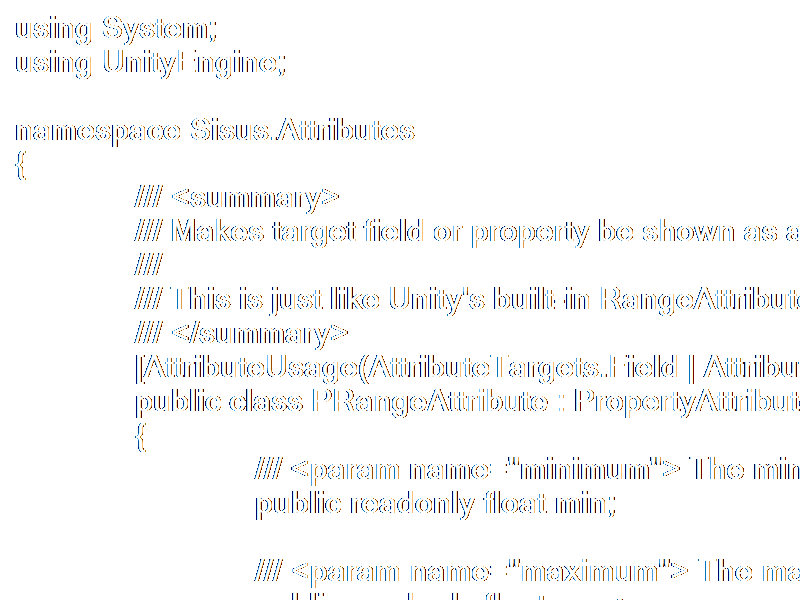 using System;
using UnityEngine;
namespace Sisus.Attributes
{
/// <summary>
/// Makes target field or property be shown as a
///
/// This is just like Unity's built-in RangeAttribute
/// </summary>
[AttributeUsage(AttributeTargets.Field | Attribu
public class PRangeAttribute : PropertyAttribut
{
/// <param name="minimum"> The min
public readonly float min;
/// <param name="maximum"> The ma